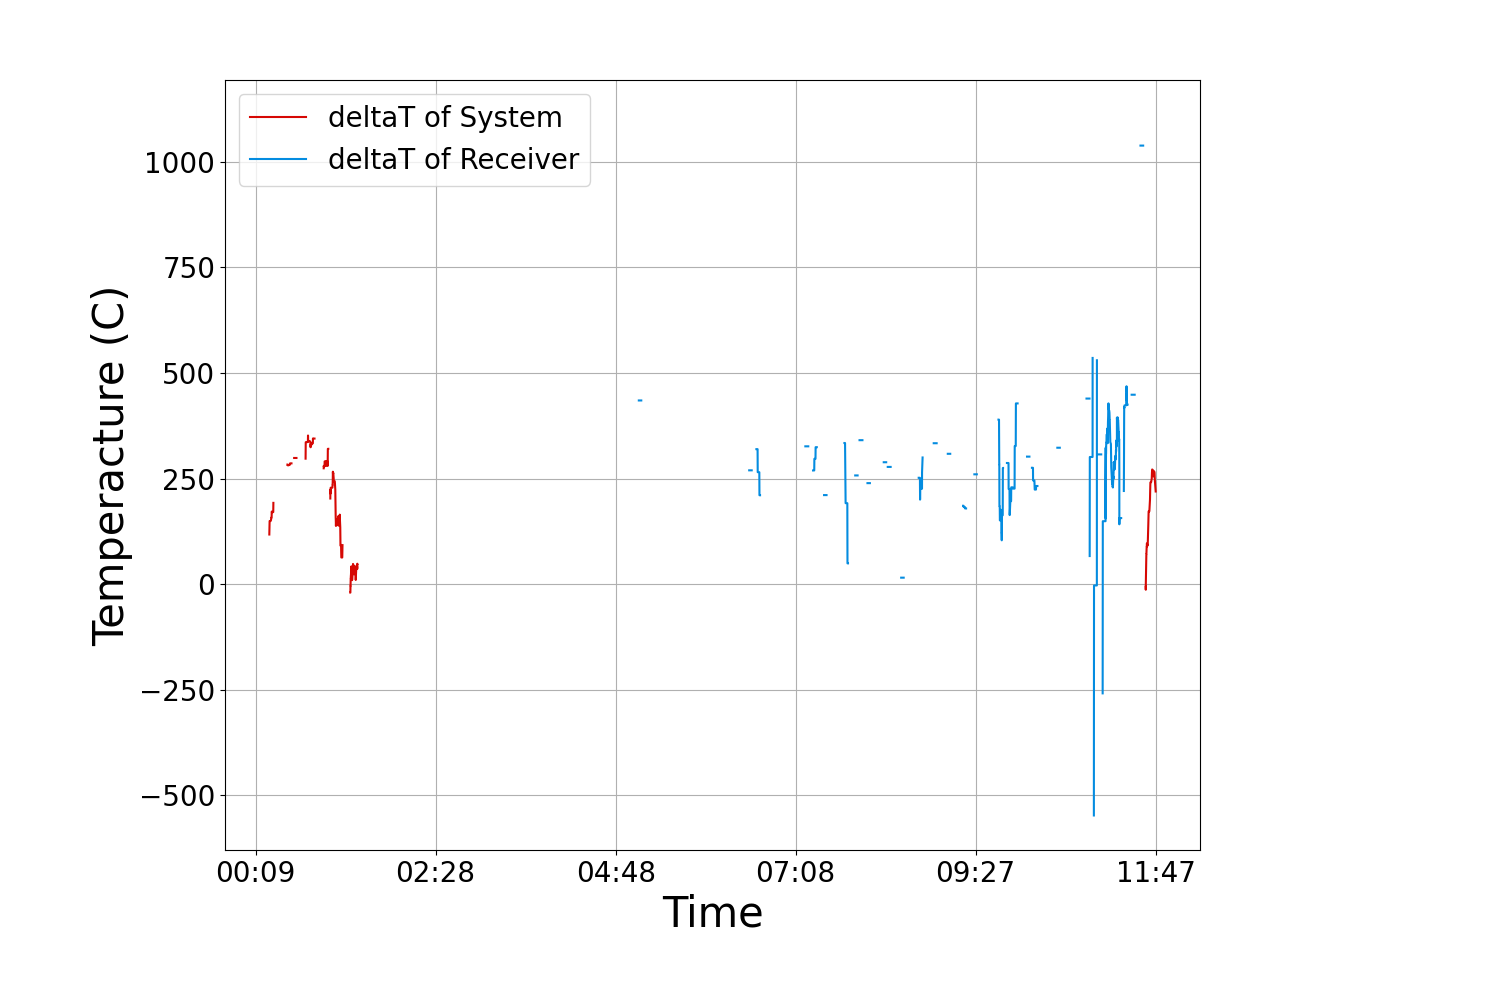 deltaT of System
deltaT of Receiver
1000
750
500
250
0
−250
−500
Temperacture (C)
00:09 02:28 04:48 07:08 09:27 11:47
Time